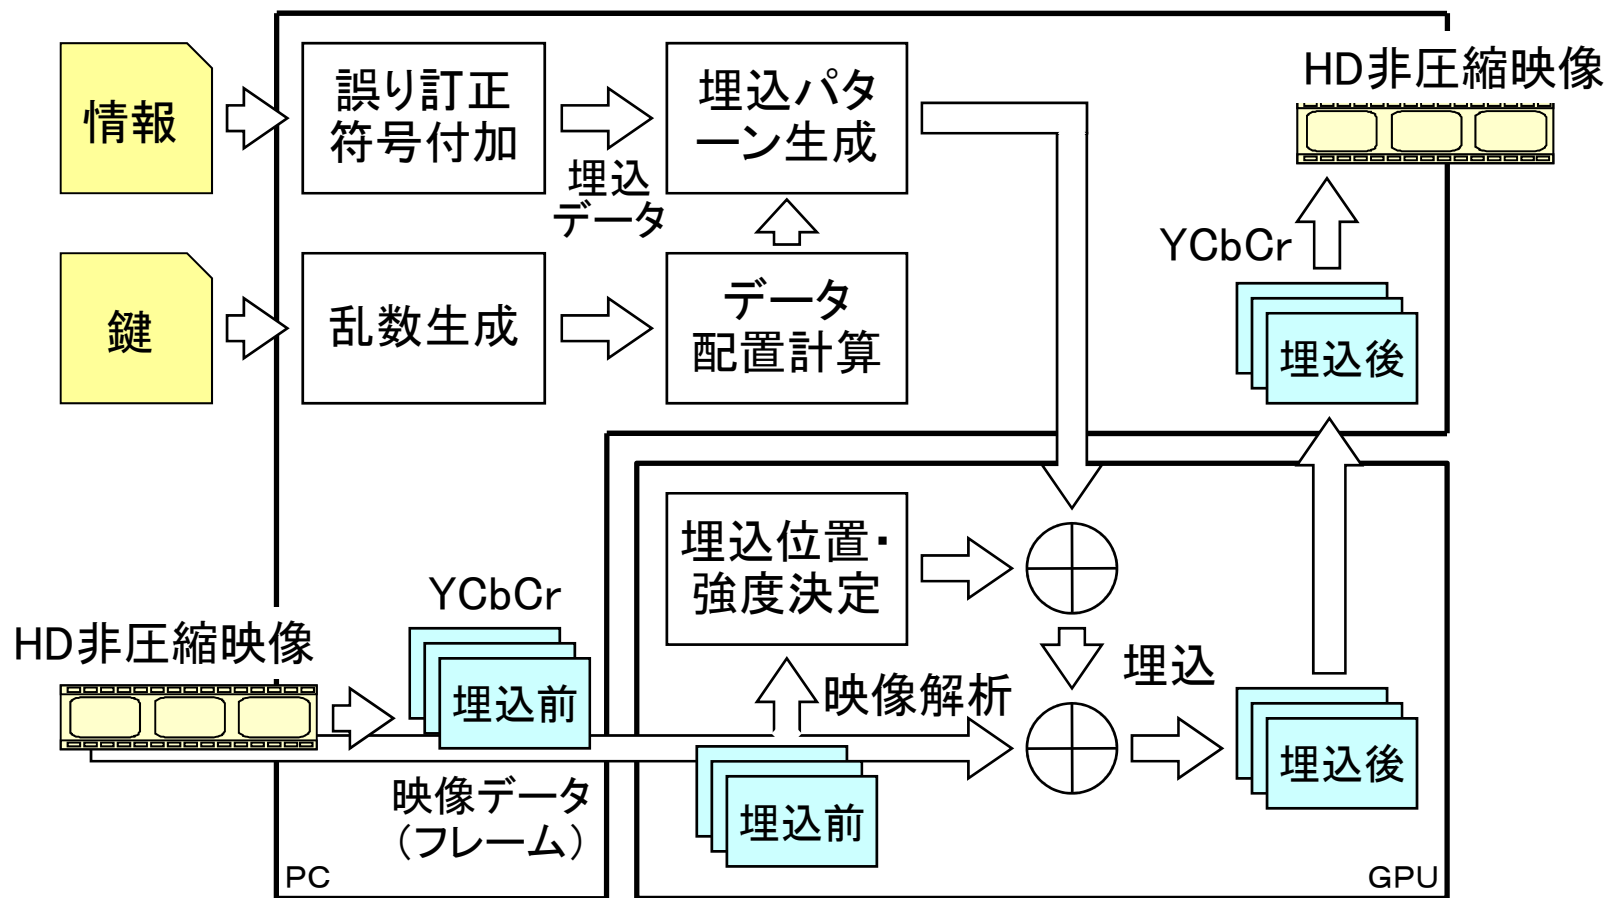 情報
誤り訂正
符号付加
埋込
データ
埋込パタ
ーン生成
HD非圧縮映像
鍵
乱数生成
データ
配置計算
YCbCr
埋込後
埋込位置・
強度決定
YCbCr
HD非圧縮映像
埋込前
映像解析
埋込
埋込後
映像データ
(フレーム)
埋込前
PC
GPU